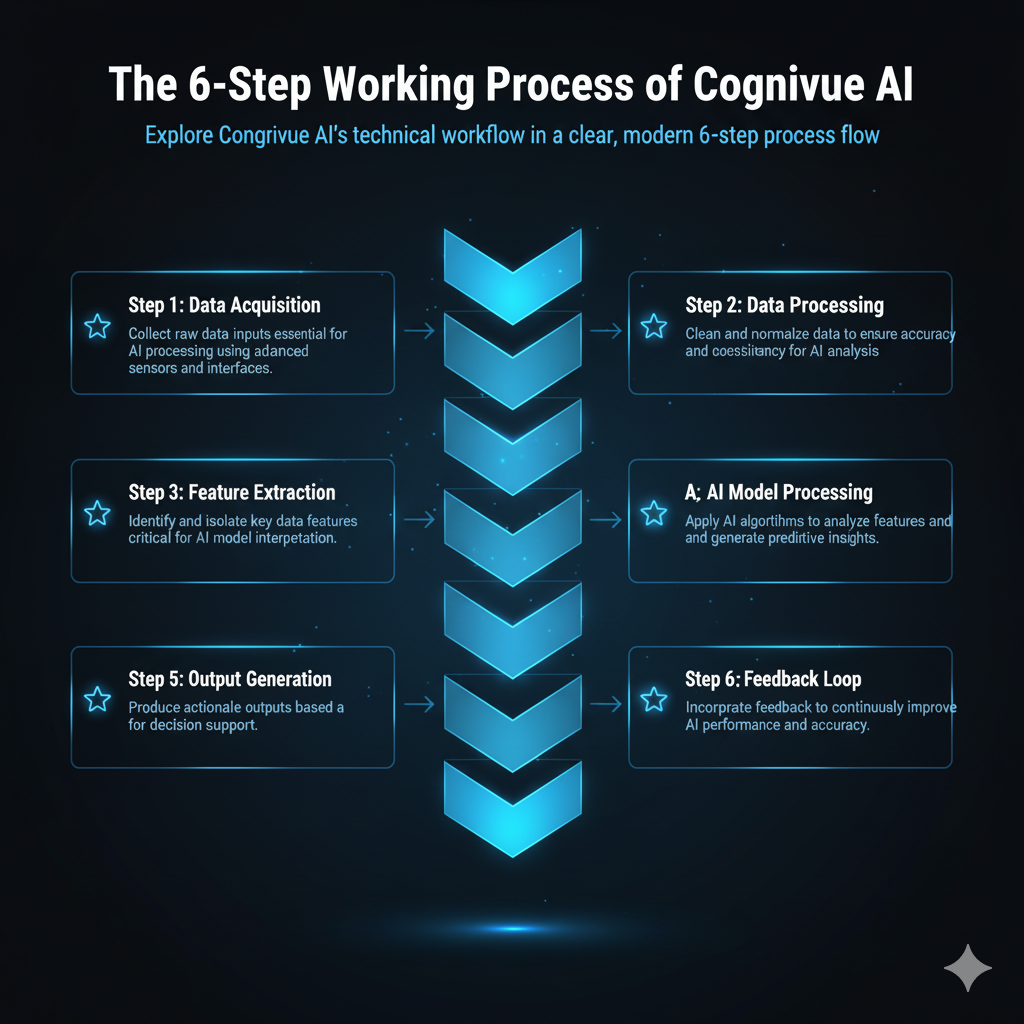 The 6-Step Working Process of Cognivue AI
Explore Congrivue AI's technical workflow in a clear, modern 6-step process flow
Step 1: Data Acquisition
Collect raw data inputs essential for
AI processing using adanced
sensors and interfaces.
Step 2: Data Processing
Clean and normalze data to ensure accuracy
and for AI analysis
Step 3: Feature Extraction
Identify and isolate key data features
critical for AI model interpetation.
A; AI Model Processing
Apply AI algortihms to analyze features and
and generate insights.
Step 5: Output Generation
Produce actionale outputs based a
for decision support.
Step 6: Feedback Loop
Incorprate feedback to continuusly improve
AI performance and accuracy.